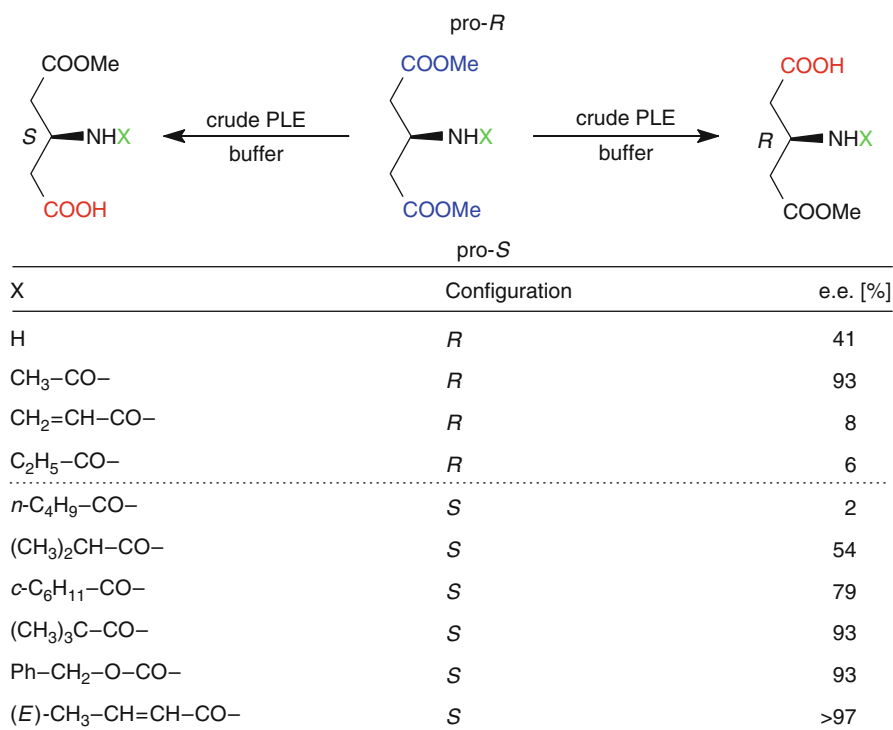 pro-R
COOMe COOMe COOH
S NHX crude PLE buffer NHX crude PLE buffer R NHX
COOH COOMe COOMe
pro-S
X Configuration e.e. [%]
H R 41
CH₃–CO– R 93
CH₂=CH–CO– R 8
C₂H₅–CO– R 6
n-C₄H₉–CO– S 2
(CH₃)₂CH–CO– S 54
c-C₆H₁₁–CO– S 79
(CH₃)₃C–CO– S 93
Ph–CH₂–O–CO– S 93
(E)-CH₃–CH=CH–CO– S >97